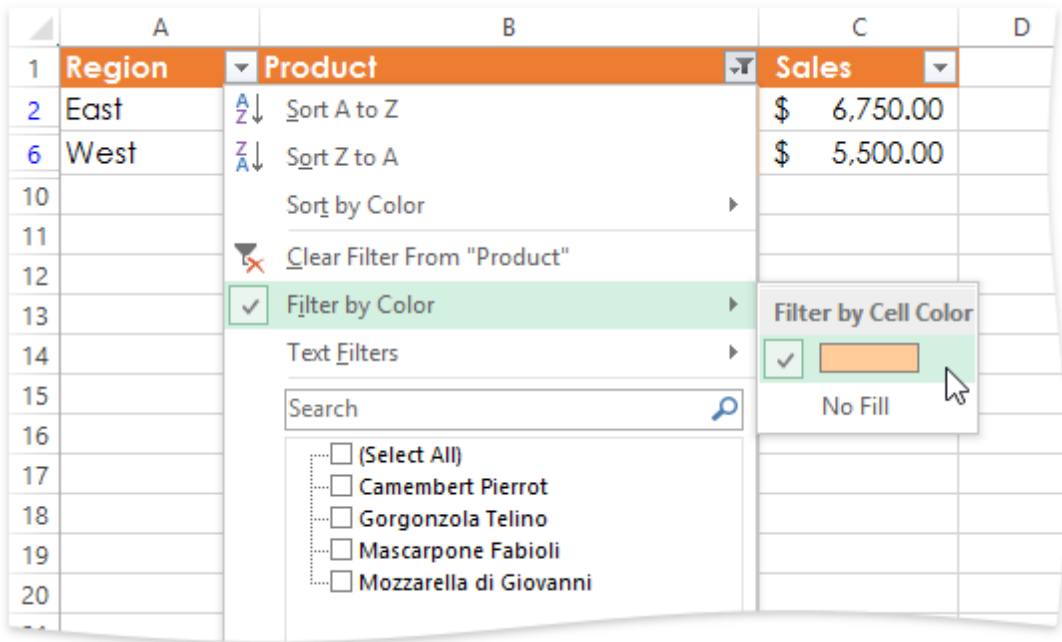 A B C D
1 Region Product Sales
2 East Sort A to Z $ 6,750.00
6 West Sort Z to A $ 5,500.00
10 Sort by Color
11 Clear Filter From "Product"
12
13 Filter by Color Filter by Cell Color
14 Text Filters
15 Search No Fill
16
(Select All)
17 Camembert Pierrot
18 Gorgonzola Telino
19 Mascarpone Fabioli
20 Mozzarella di Giovanni